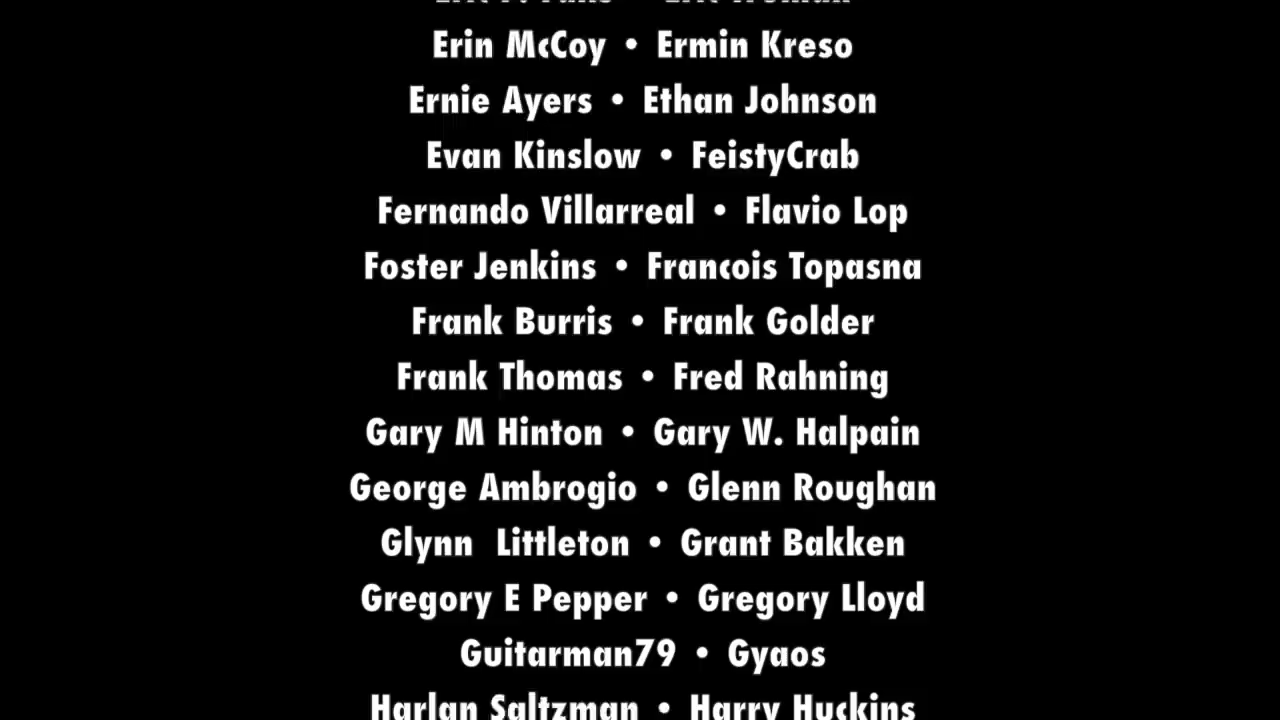 Erin McCoy • Ermin Kreso
Ernie Ayers • Ethan Johnson
Evan Kinslow • FeistyCrab
Fernando Villarreal • Flavio Lop
Foster Jenkins • Francois Topasna
Frank Burris • Frank Golder
Frank Thomas • Fred Rahning
Gary M Hinton • Gary W. Halpain
George Ambrogio • Glenn Roughan
Glynn  Littleton • Grant Bakken
Gregory E Pepper • Gregory Lloyd
Guitarman79 • Gyaos
Harlan Saltzman • Harry Huckins